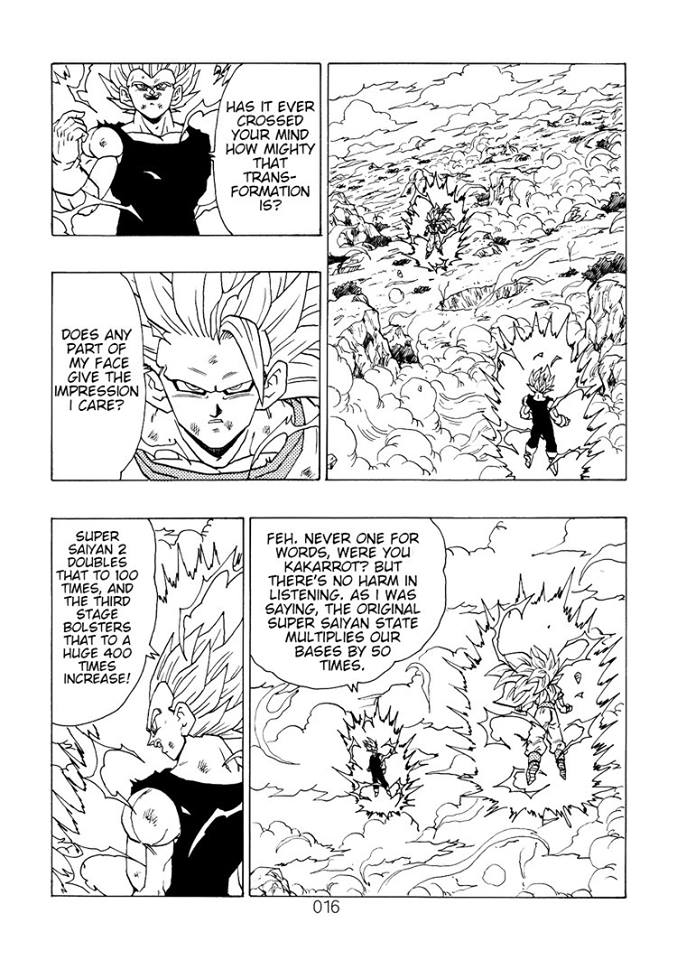 HAS IT EVER
CROSSED
YOUR MIND
HOW MIGHTY
THAT
TRANS-
FORMATION
IS?
DOES ANY
PART OF
MY FACE
GIVE THE
IMPRESSION
I CARE?
FEH. NEVER ONE FOR
WORDS, WERE YOU
KAKARROT? BUT
THERE'S NO HARM IN
LISTENING. AS I WAS
SAYING, THE ORIGINAL
SUPER SAIYAN STATE
MULTIPLIES OUR
BASES BY 50
TIMES.
SUPER
SAIYAN 2
DOUBLES
THAT TO 100
TIMES, AND
THE THIRD
STAGE
BOLSTERS
THAT TO A
HUGE 400
TIMES
INCREASE!
016